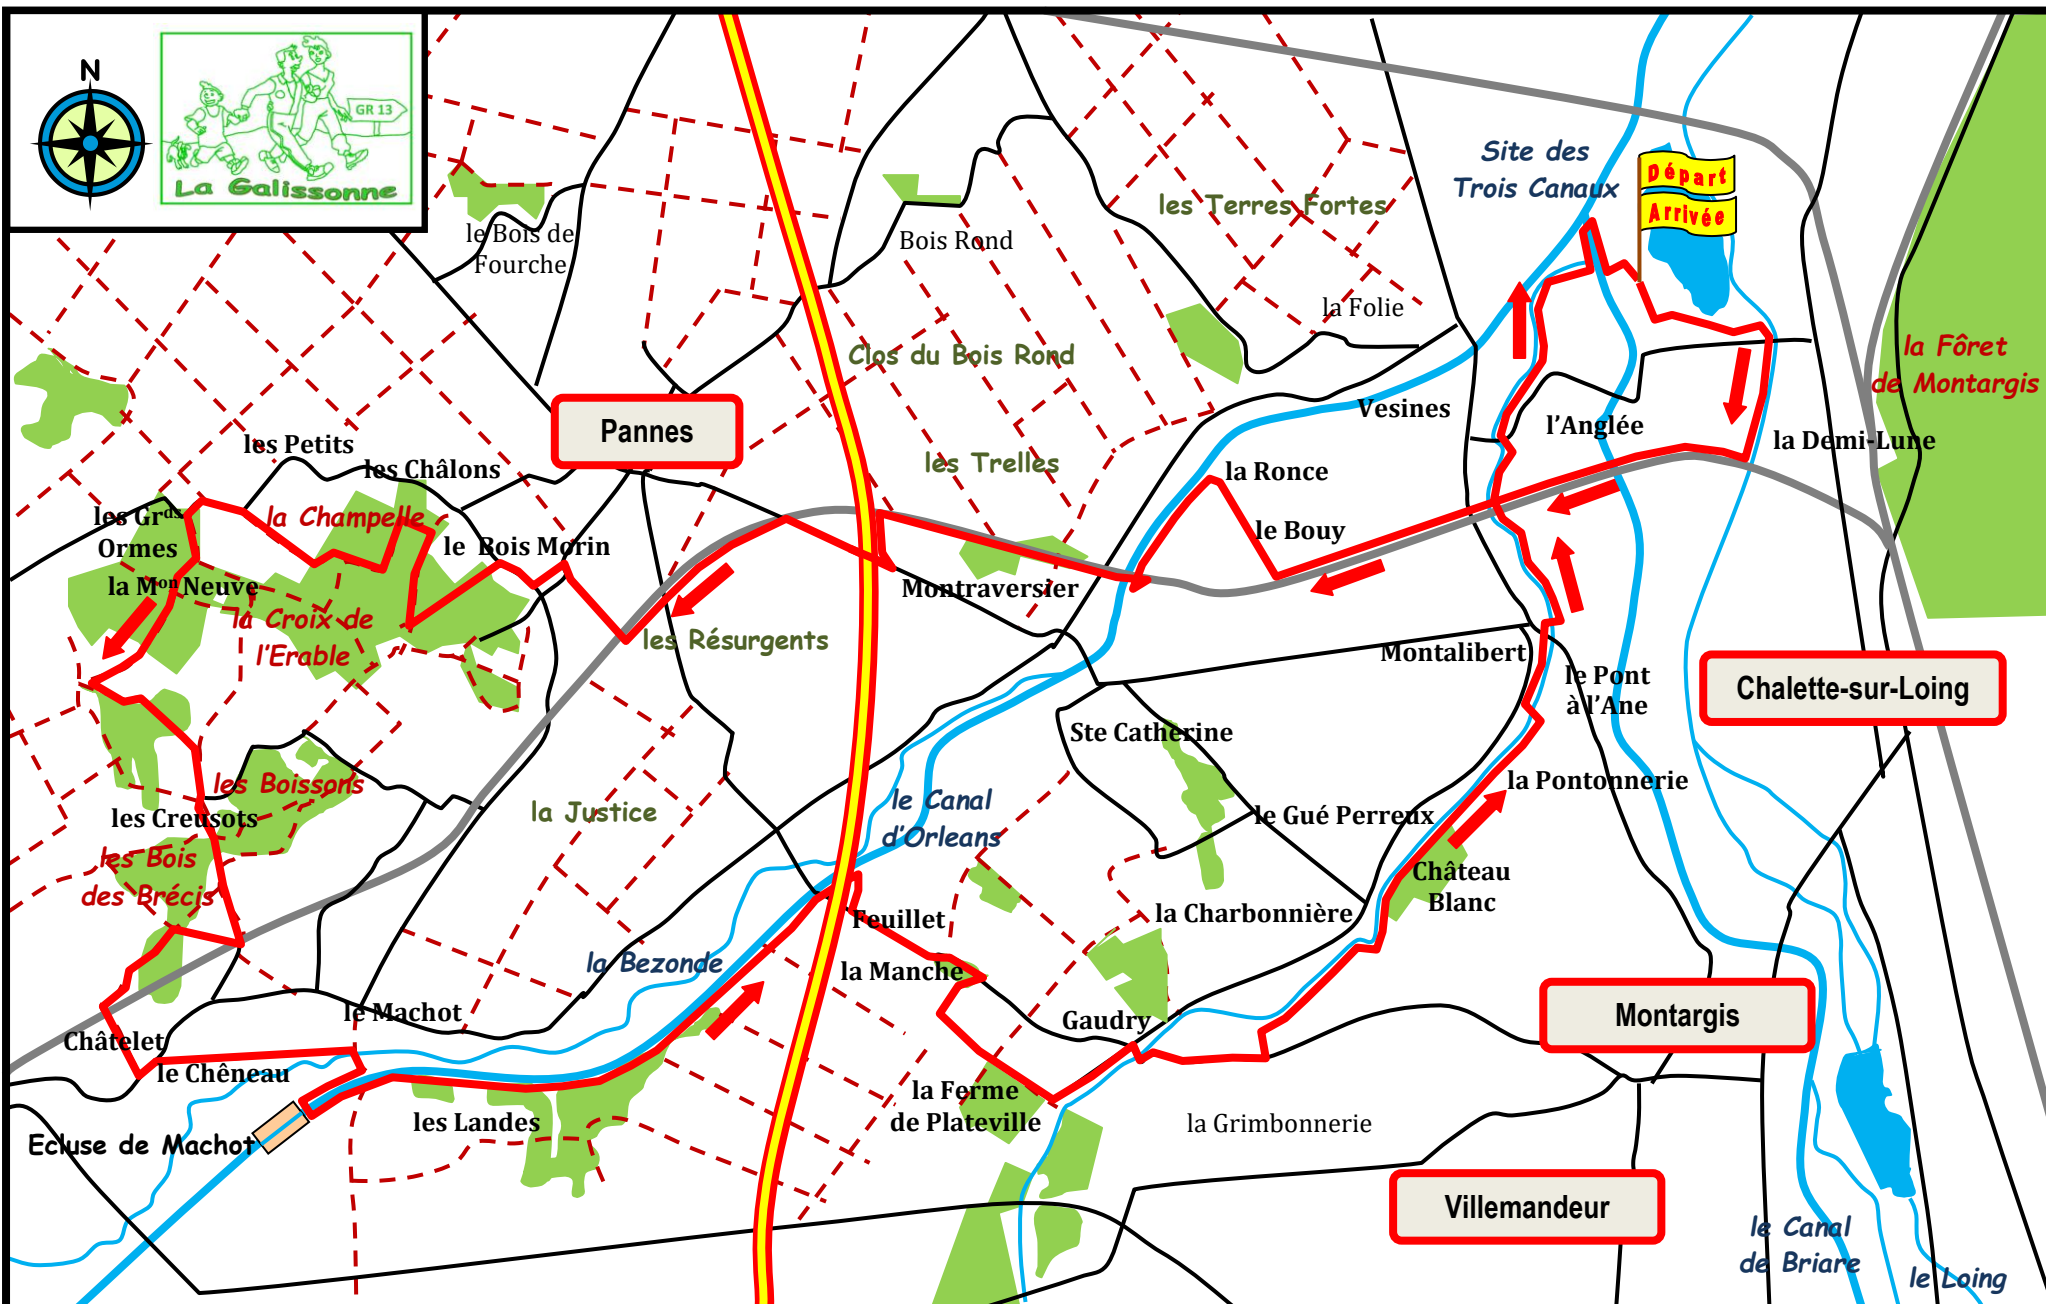 N
GR 13
La Galissonne
Site des
Trois Canaux
Départ
Arrivée
les Terres Fortes
le Bois de
Fourche
Bois Rond
la Folie
Clos du Bois Rond
la Fôret
de Montargis
Pannes
Vesines
l'Anglée
la Demi-Lune
les Petits
les Châlons
les Trelles
la Ronce
les Grds
Ormes
la Champelle
le Bois Morin
le Bouy
la Mon Neuve
Montraversier
la Croix de
l'Erable
les Résurgents
Montalibert
le Pont
à l'Ane
Chalette-sur-Loing
Ste Catherine
les Boissons
la Justice
le Canal
d'Orleans
la Pontonnerie
les Creusots
le Gué Perreux
les Bois
des Brécis
Château
Blanc
Feuillet
la Charbonnière
la Bezonde
la Manche
le Machot
Gaudry
Montargis
Châtelet
le Chêneau
la Ferme
de Plateville
les Landes
la Grimbonnerie
Ecluse de Machot
Villemandeur
le Canal
de Briare
le Loing